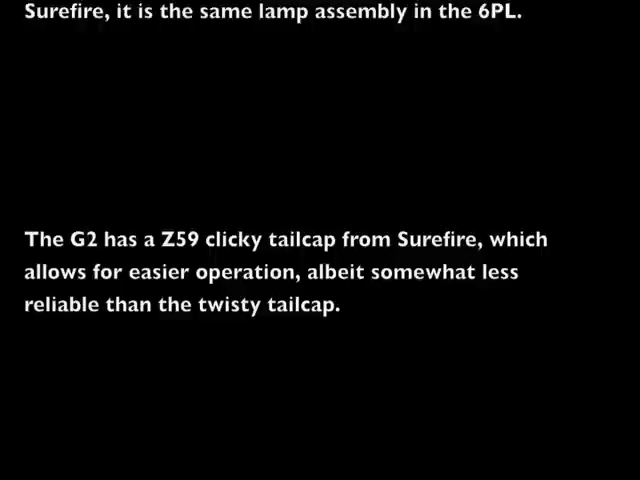 Surefire, it is the same lamp assembly in the 6PL.
The G2 has a Z59 clicky tailcap from Surefire, which
allows for easier operation, albeit somewhat less
reliable than the twisty tailcap.